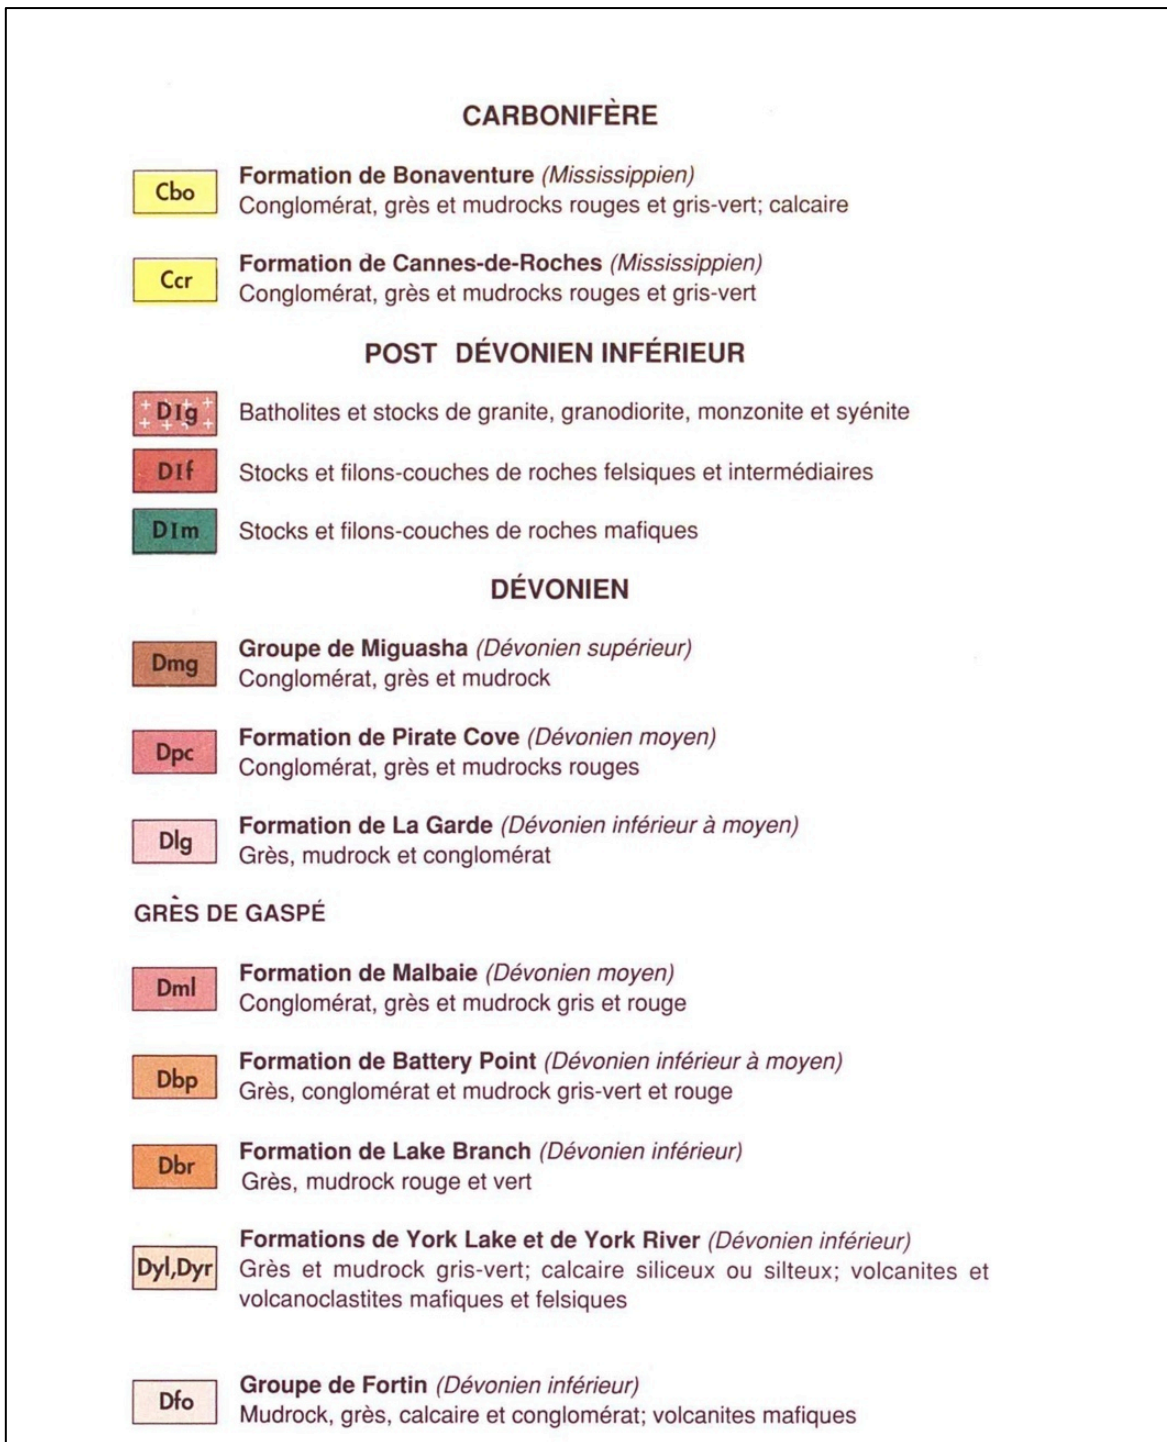 CARBONIFÈRE
Cbo
Formation de Bonaventure (Mississippien)
Conglomérat, grès et mudrocks rouges et gris-vert; calcaire
Ccr
Formation de Cannes-de-Roches (Mississippien)
Conglomérat, grès et mudrocks rouges et gris-vert
POST DÉVONIEN INFÉRIEUR
DIg
Batholites et stocks de granite, granodiorite, monzonite et syénite
DIf
Stocks et filons-couches de roches felsiques et intermédiaires
DIm
Stocks et filons-couches de roches mafiques
DÉVONIEN
Dmg
Groupe de Miguasha (Dévonien supérieur)
Conglomérat, grès et mudrock
Dpc
Formation de Pirate Cove (Dévonien moyen)
Conglomérat, grès et mudrocks rouges
Dlg
Formation de La Garde (Dévonien inférieur à moyen)
Grès, mudrock et conglomérat
GRÈS DE GASPÉ
Dml
Formation de Malbaie (Dévonien moyen)
Conglomérat, grès et mudrock gris et rouge
Dbp
Formation de Battery Point (Dévonien inférieur à moyen)
Grès, conglomérat et mudrock gris-vert et rouge
Dbr
Formation de Lake Branch (Dévonien inférieur)
Grès, mudrock rouge et vert
Dyl,Dyr
Formations de York Lake et de York River (Dévonien inférieur)
Grès et mudrock gris-vert; calcaire siliceux ou silteux; volcanites et
volcanoclastites mafiques et felsiques
Dfo
Groupe de Fortin (Dévonien inférieur)
Mudrock, grès, calcaire et conglomérat; volcanites mafiques